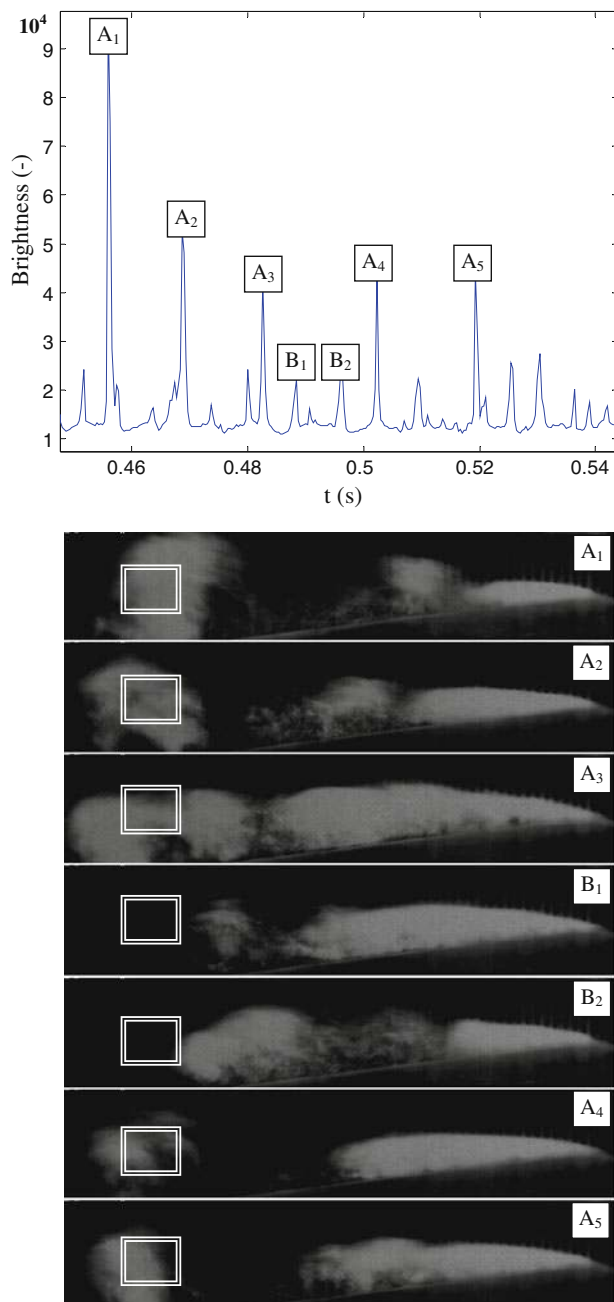 10⁴
A₁
9
8
7
6
A₂
5
A₃
A₄
A₅
4
3
B₁
B₂
2
1
Brightness (-)
0.46
0.48
0.5
0.52
0.54
t (s)
A₁
A₂
A₃
B₁
B₂
A₄
A₅